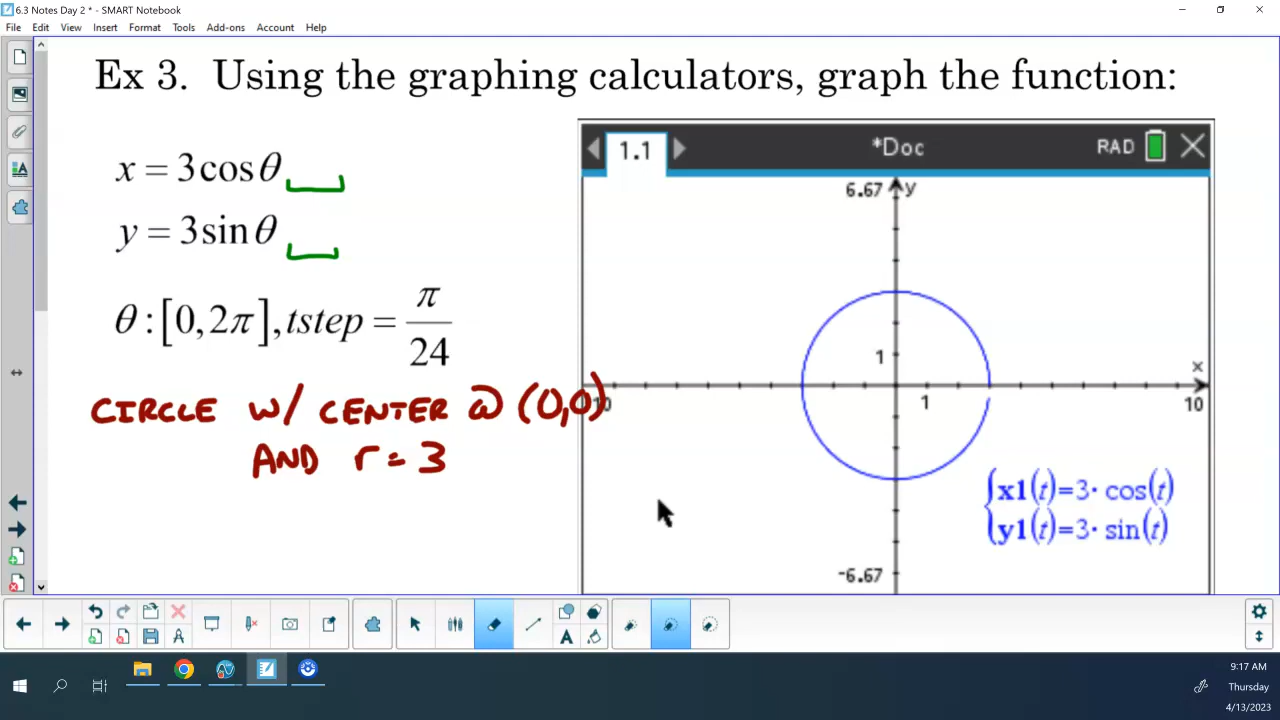 6.3 Notes Day 2 * - SMART Notebook
File Edit View Insert Format Tools Add-ons Account Help
Ex 3. Using the graphing calculators, graph the function:
x = 3cosθ
y = 3sinθ
θ : [0, 2π], tstep = π/24
CIRCLE W/ CENTER @ (0,0)
AND r = 3
1.1 *Doc RAD
6.67 y
1
x
10 1 10
{x1(t)=3· cos(t)
{y1(t)=3· sin(t)
-6.67
9:17 AM
Thursday
4/13/2023